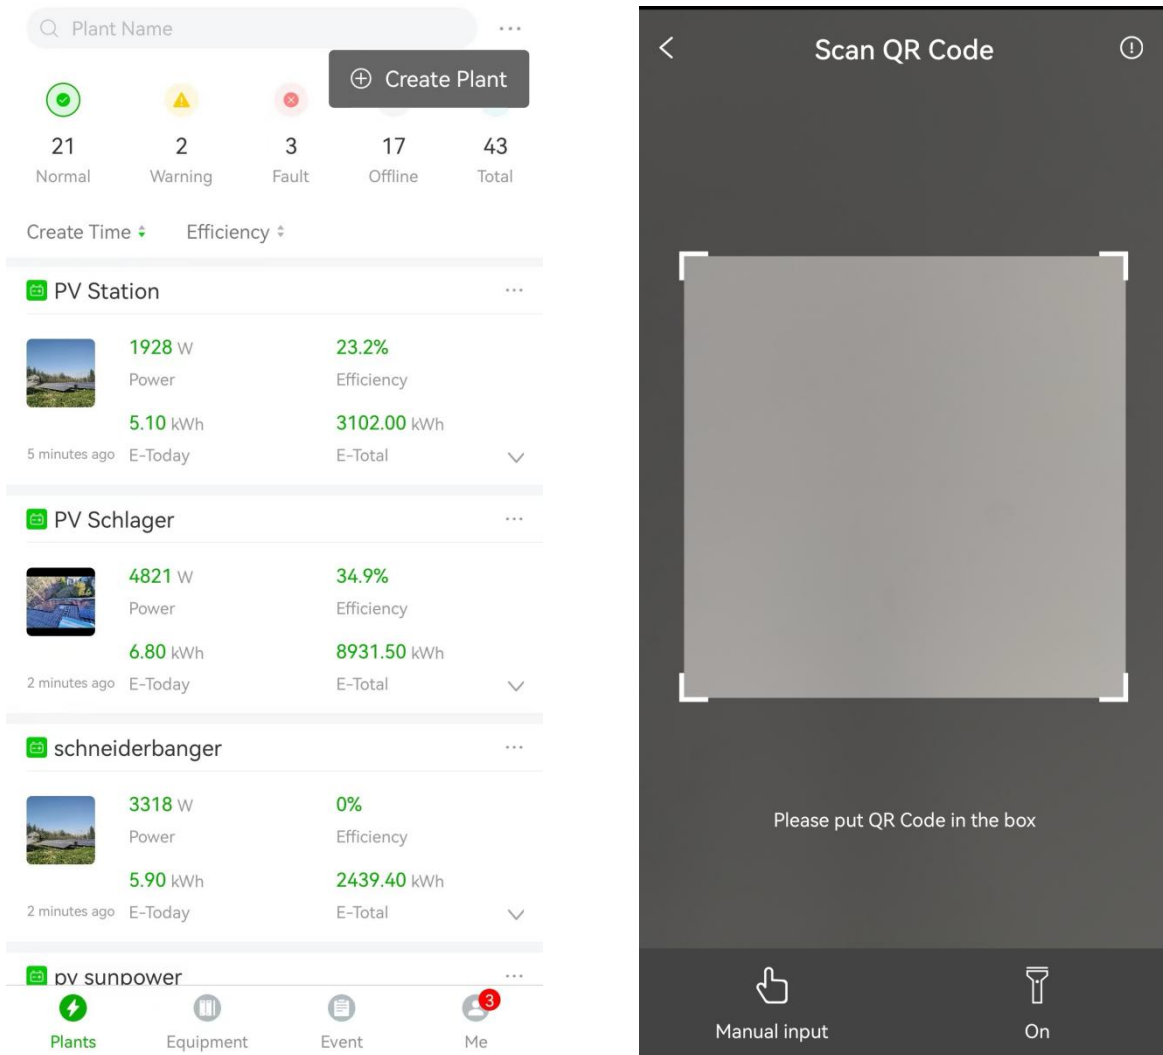 Plant Name
Create Plant
21 2 3 17 43
Normal Warning Fault Offline Total
Create Time Efficiency
PV Station
1928 W 23.2%
Power Efficiency
5.10 kWh 3102.00 kWh
5 minutes ago E-Today E-Total
PV Schlager
4821 W 34.9%
Power Efficiency
6.80 kWh 8931.50 kWh
2 minutes ago E-Today E-Total
schneiderbanger
3318 W 0%
Power Efficiency
5.90 kWh 2439.40 kWh
2 minutes ago E-Today E-Total
pv sunpower
3
Plants Equipment Event Me
Scan QR Code
Please put QR Code in the box
Manual input On